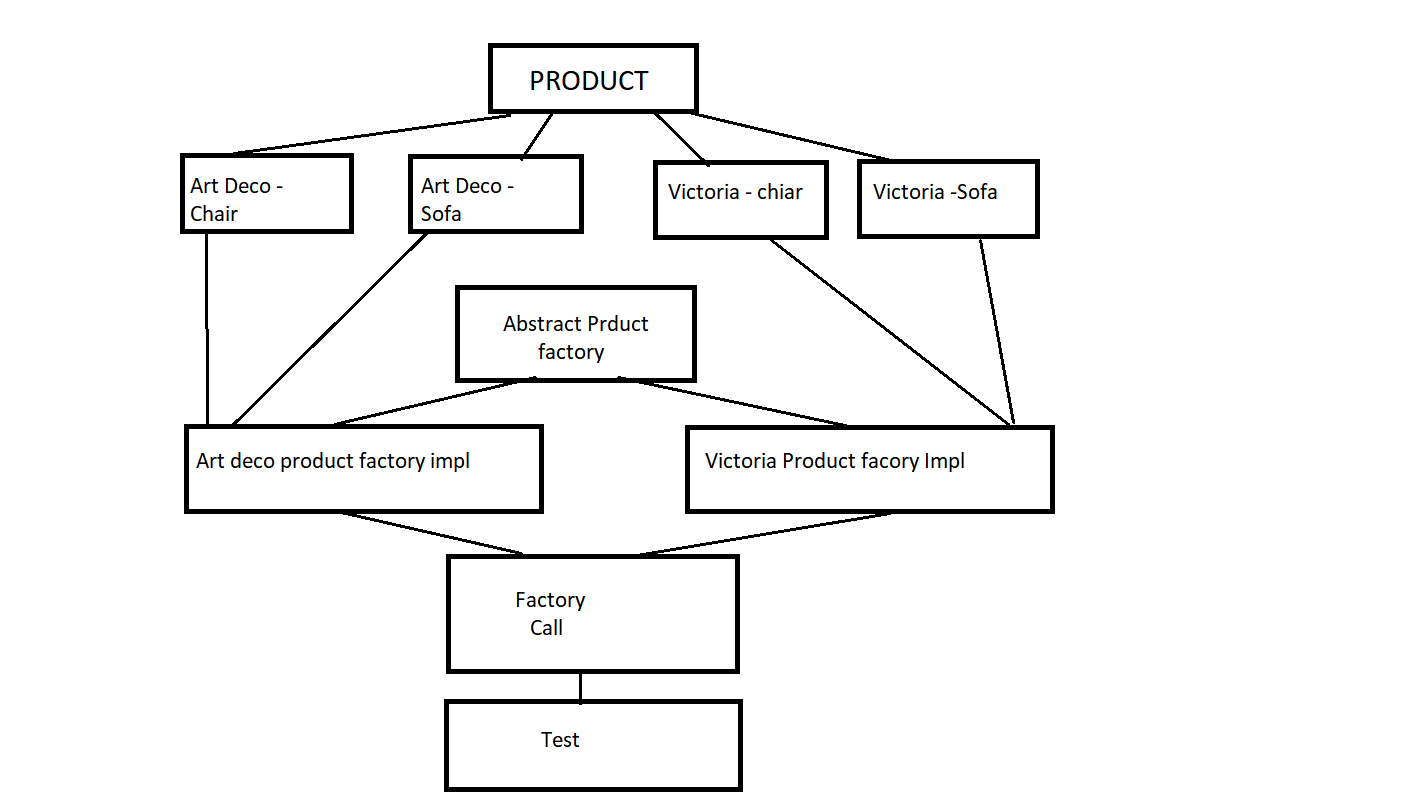 PRODUCT
Art Deco -
Chair
Art Deco -
Sofa
Victoria - chiar
Victoria -Sofa
Abstract Prduct
factory
Art deco product factory impl
Victoria Product facory Impl
Factory
Call
Test